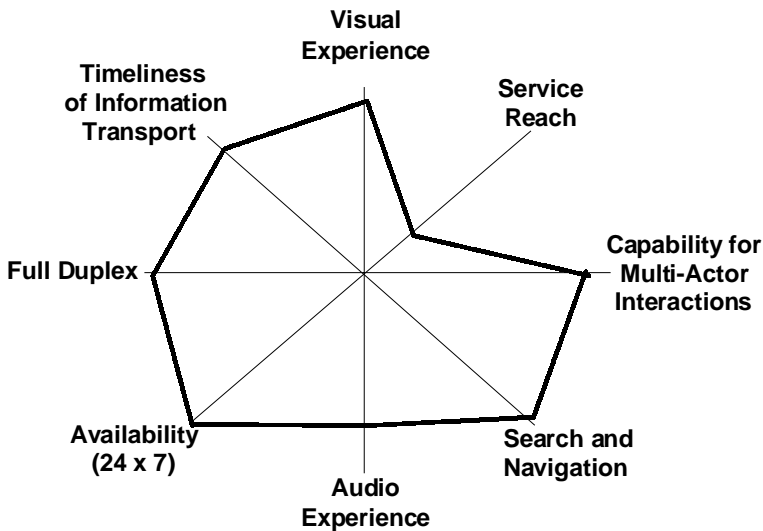 Visual
Experience
Timeliness
of Information
Transport
Service
Reach
Full Duplex
Capability for
Multi-Actor
Interactions
Availability
(24 x 7)
Search and
Navigation
Audio
Experience